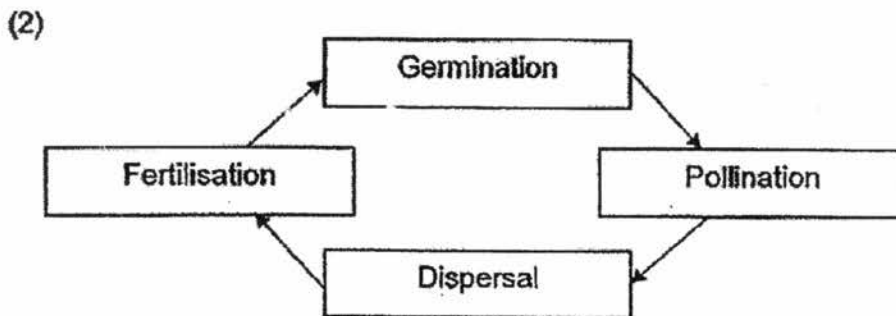 (2)
Germination
Fertilisation
Pollination
Dispersal